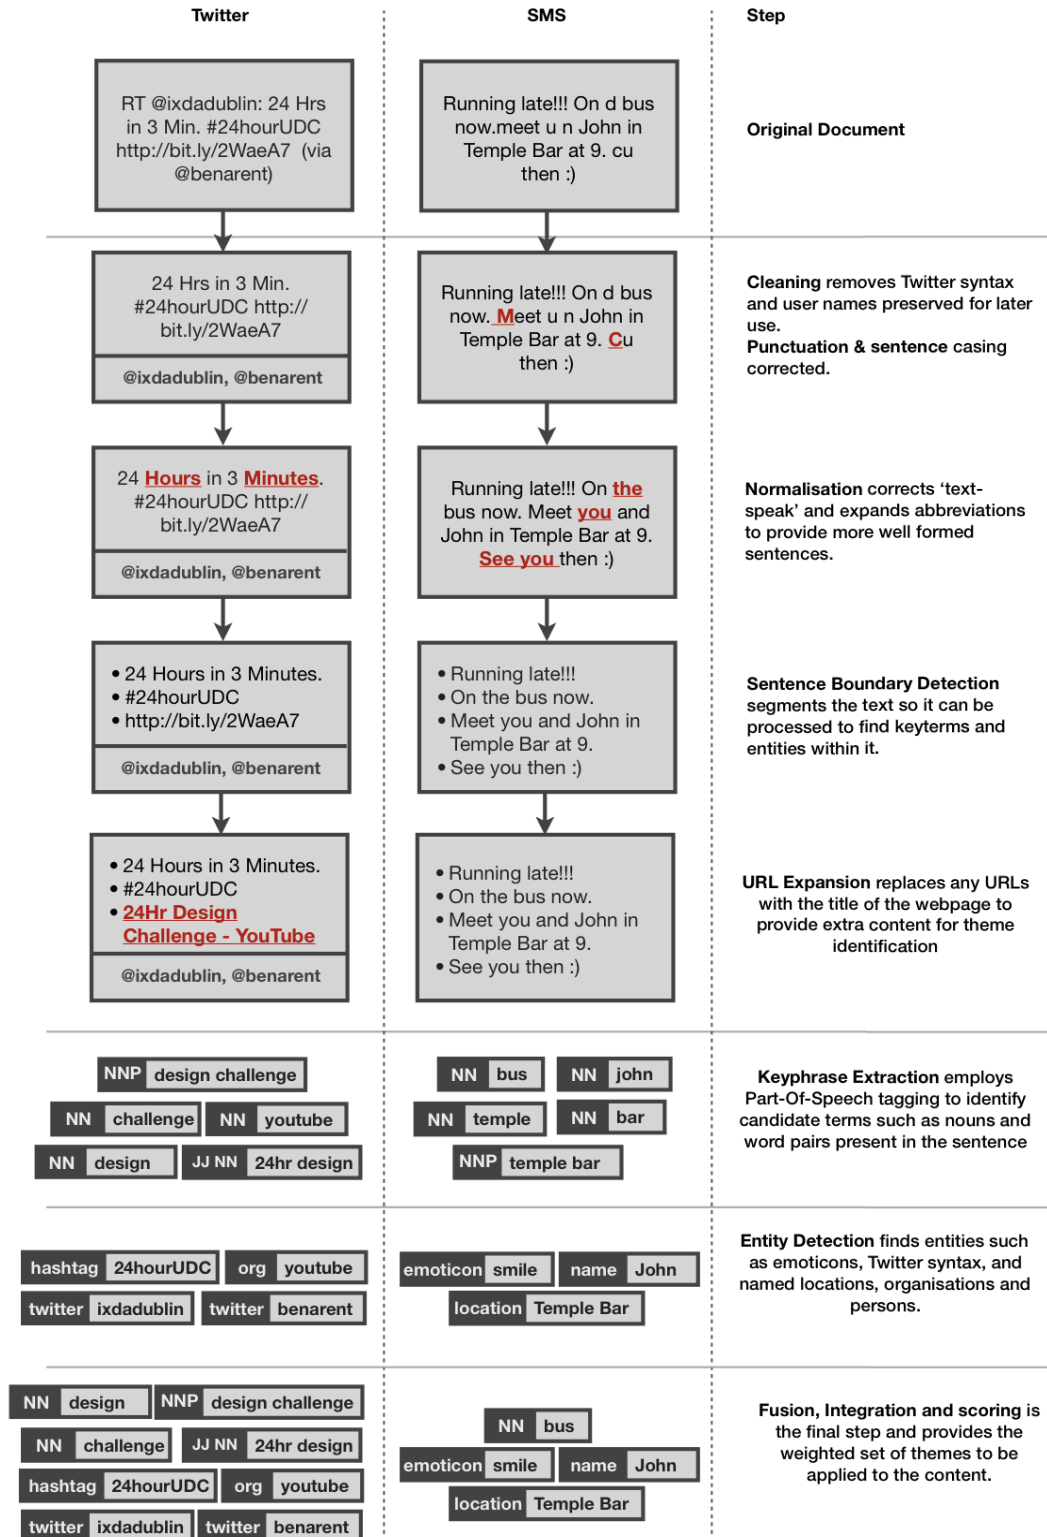 Twitter
SMS
Step
RT @ixdadublin: 24 Hrs
in 3 Min. #24hourUDC
http://bit.ly/2WaeA7 (via
@benarent)
Running late!!! On d bus
now.meet u n John in
Temple Bar at 9. cu
then :)
Original Document
24 Hrs in 3 Min.
#24hourUDC http://
bit.ly/2WaeA7
@ixdadublin, @benarent
Running late!!! On d bus
now. Meet u n John in
Temple Bar at 9. Cu
then :)
Cleaning removes Twitter syntax
and user names preserved for later
use.
Punctuation & sentence casing
corrected.
24 Hours in 3 Minutes.
#24hourUDC http://
bit.ly/2WaeA7
@ixdadublin, @benarent
Running late!!! On the
bus now. Meet you and
John in Temple Bar at 9.
See you then :)
Normalisation corrects ‘text-
speak’ and expands abbreviations
to provide more well formed
sentences.
• 24 Hours in 3 Minutes.
• #24hourUDC
• http://bit.ly/2WaeA7
@ixdadublin, @benarent
• Running late!!!
• On the bus now.
• Meet you and John in
Temple Bar at 9.
• See you then :)
Sentence Boundary Detection
segments the text so it can be
processed to find keyterms and
entities within it.
• 24 Hours in 3 Minutes.
• #24hourUDC
• 24Hr Design
Challenge - YouTube
@ixdadublin, @benarent
• Running late!!!
• On the bus now.
• Meet you and John in
Temple Bar at 9.
• See you then :)
URL Expansion replaces any URLs
with the title of the webpage to
provide extra content for theme
identification
NNP design challenge
NN challenge NN youtube
NN design JJ NN 24hr design
NN bus NN john
NN temple NN bar
NNP temple bar
Keyphrase Extraction employs
Part-Of-Speech tagging to identify
candidate terms such as nouns and
word pairs present in the sentence
hashtag 24hourUDC org youtube
twitter ixdadublin twitter benarent
emoticon smile name John
location Temple Bar
Entity Detection finds entities such
as emoticons, Twitter syntax, and
named locations, organisations and
persons.
NN design NNP design challenge
NN challenge JJ NN 24hr design
hashtag 24hourUDC org youtube
twitter ixdadublin twitter benarent
NN bus
emoticon smile name John
location Temple Bar
Fusion, Integration and scoring is
the final step and provides the
weighted set of themes to be
applied to the content.